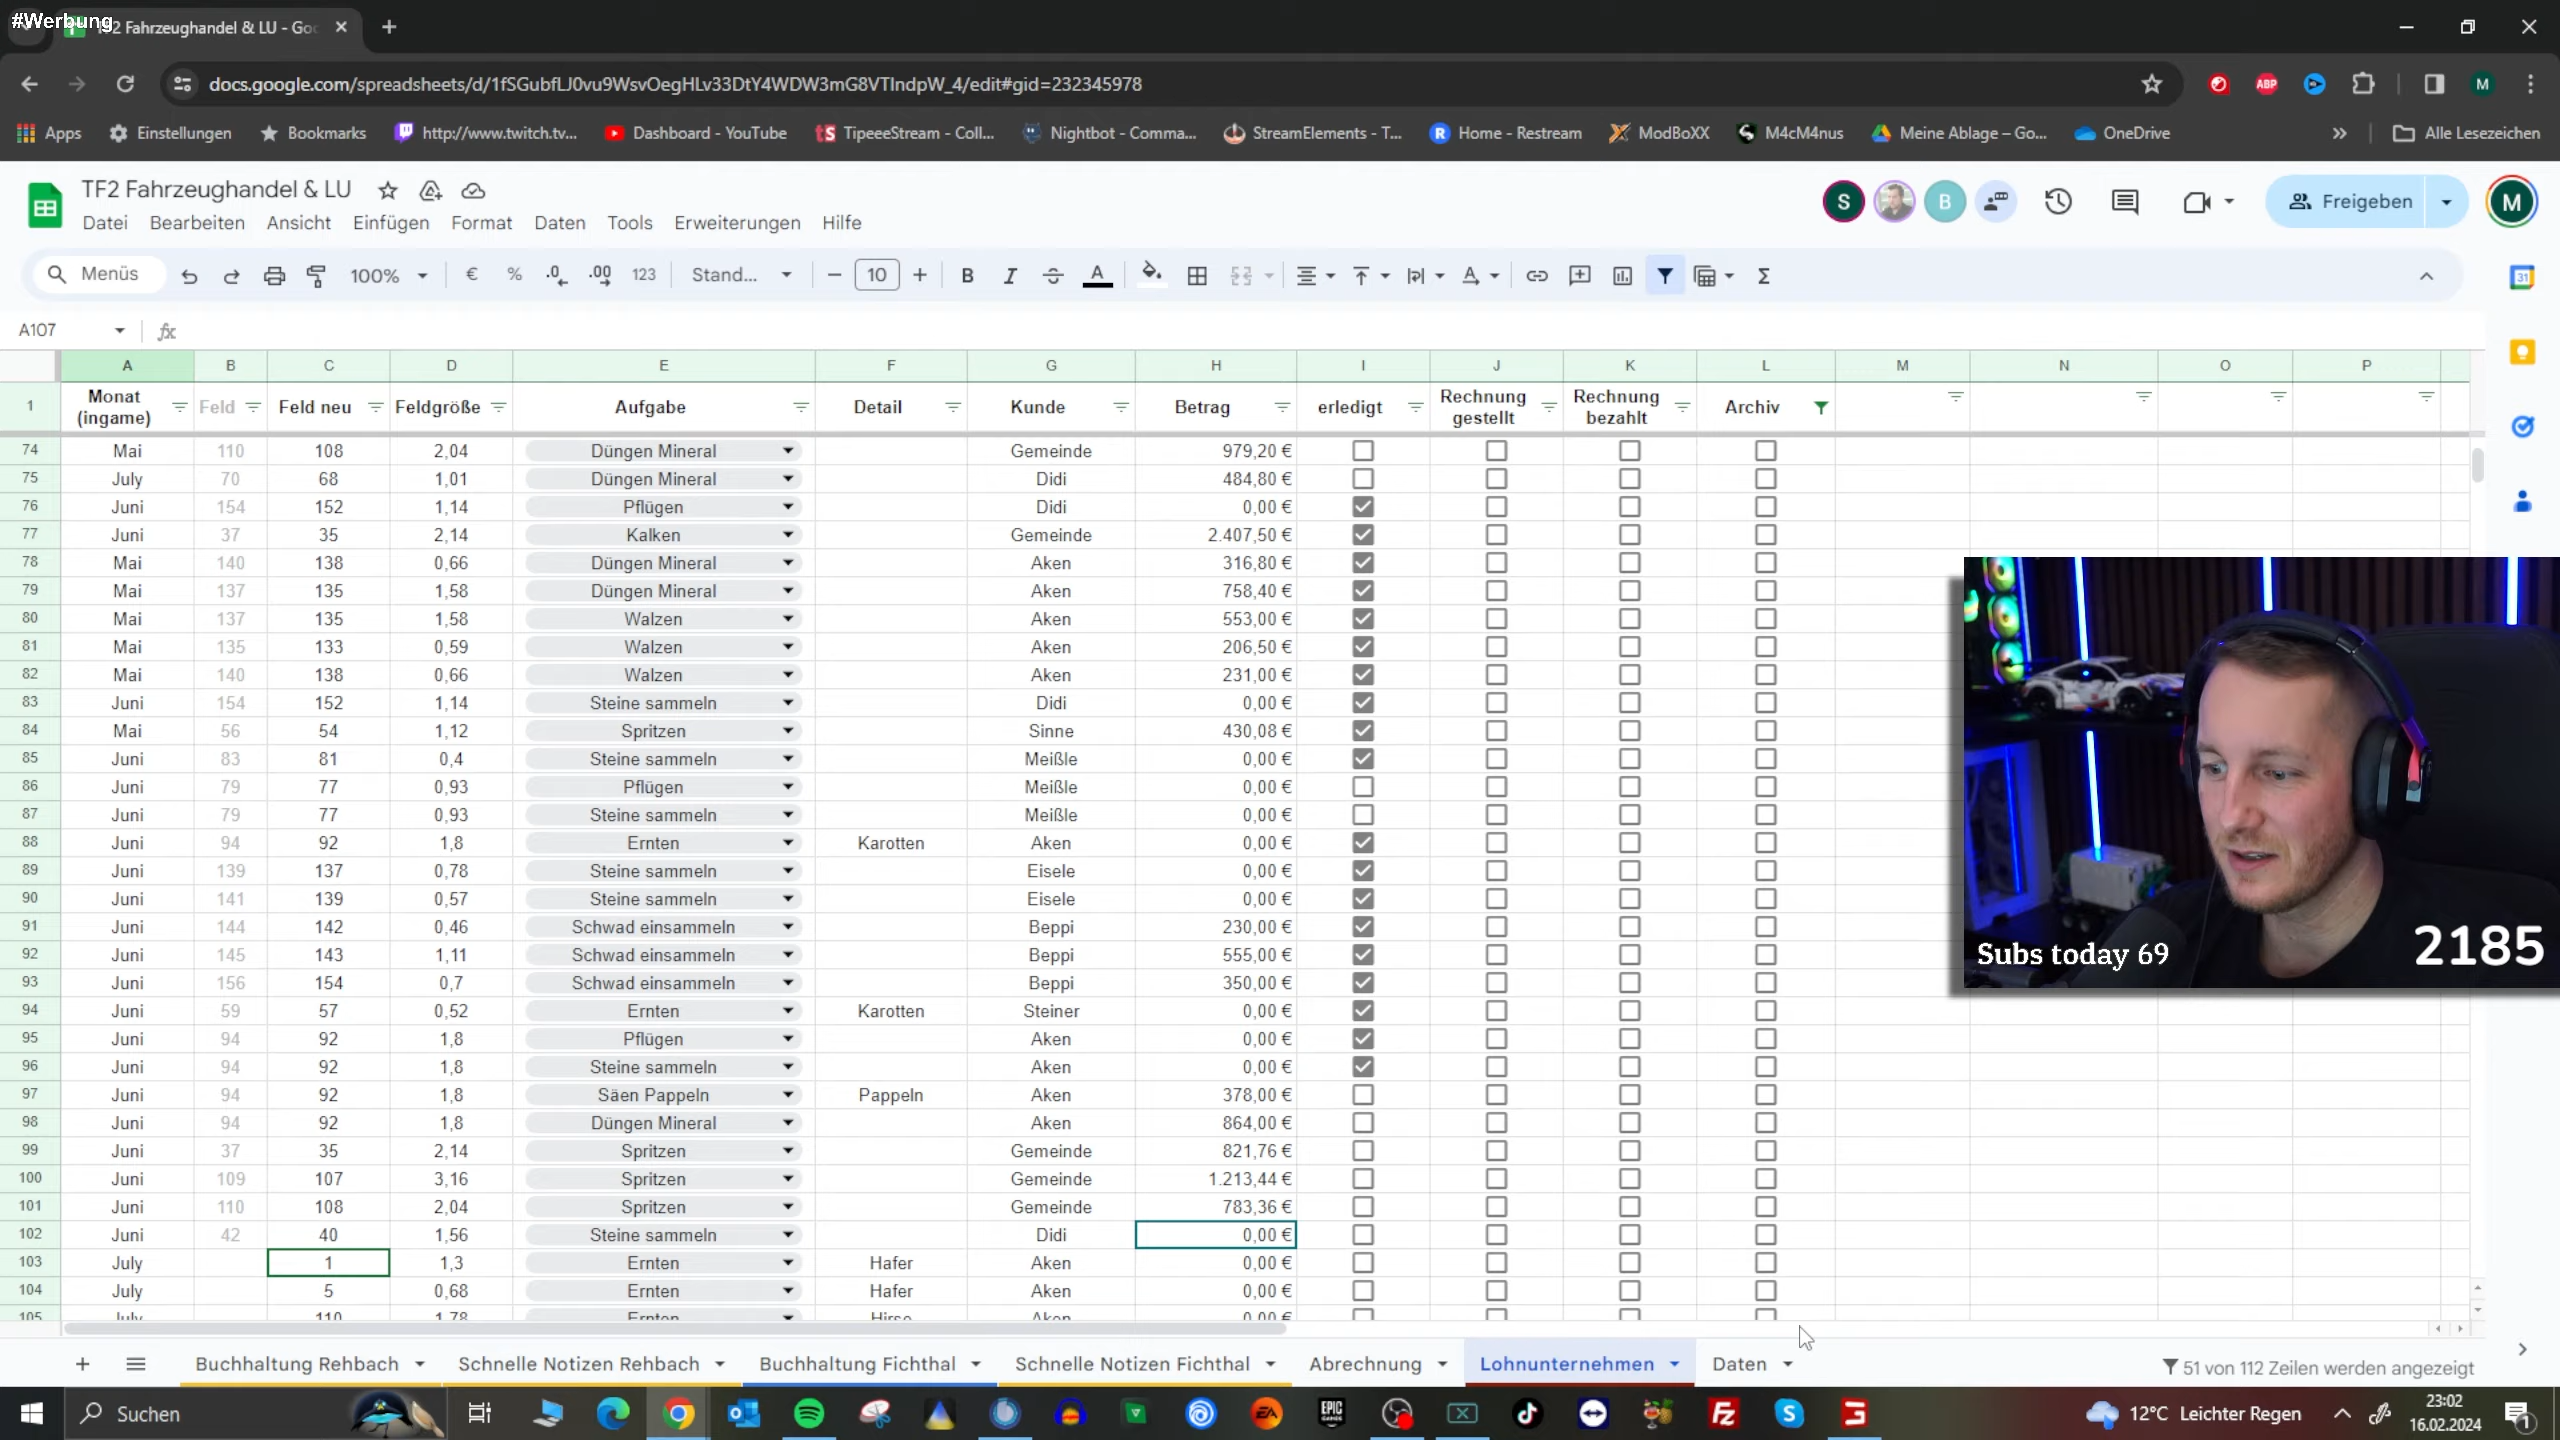 #Werbung
TF2 Fahrzeughandel & LU - Goo
docs.google.com/spreadsheets/d/1fSGubfLJ0vu9WsvOegHLv33DtY4WDW3mG8VTIndpW_4/edit#gid=232345978
ABP
M
Apps Einstellungen Bookmarks http://www.twitch.tv... Dashboard - YouTube TipeeeStream - Coll... Nightbot - Comma... StreamElements - T... Home - Restream ModBoXX M4cM4nus Meine Ablage – Go... OneDrive » Alle Lesezeichen
TF2 Fahrzeughandel & LU
S B Freigeben M
Datei Bearbeiten Ansicht Einfügen Format Daten Tools Erweiterungen Hilfe
Menüs 100% € % .0 .00 123 Stand... − 10 + B I A Σ
31
A107 fx
A B C D E F G H I J K L M N O P
1 Monat (ingame) Feld Feld neu Feldgröße Aufgabe Detail Kunde Betrag erledigt Rechnung gestellt Rechnung bezahlt Archiv
74 Mai 110 108 2,04 Düngen Mineral Gemeinde 979,20 €
75 July 70 68 1,01 Düngen Mineral Didi 484,80 €
76 Juni 154 152 1,14 Pflügen Didi 0,00 €
77 Juni 37 35 2,14 Kalken Gemeinde 2.407,50 €
78 Mai 140 138 0,66 Düngen Mineral Aken 316,80 €
79 Mai 137 135 1,58 Düngen Mineral Aken 758,40 €
80 Mai 137 135 1,58 Walzen Aken 553,00 €
81 Mai 135 133 0,59 Walzen Aken 206,50 €
82 Mai 140 138 0,66 Walzen Aken 231,00 €
83 Juni 154 152 1,14 Steine sammeln Didi 0,00 €
84 Mai 56 54 1,12 Spritzen Sinne 430,08 €
85 Juni 83 81 0,4 Steine sammeln Meißle 0,00 €
86 Juni 79 77 0,93 Pflügen Meißle 0,00 €
87 Juni 79 77 0,93 Steine sammeln Meißle 0,00 €
88 Juni 94 92 1,8 Ernten Karotten Aken 0,00 €
89 Juni 139 137 0,78 Steine sammeln Eisele 0,00 €
90 Juni 141 139 0,57 Steine sammeln Eisele 0,00 €
91 Juni 144 142 0,46 Schwad einsammeln Beppi 230,00 €
92 Juni 145 143 1,11 Schwad einsammeln Beppi 555,00 €
93 Juni 156 154 0,7 Schwad einsammeln Beppi 350,00 €
94 Juni 59 57 0,52 Ernten Karotten Steiner 0,00 €
95 Juni 94 92 1,8 Pflügen Aken 0,00 €
96 Juni 94 92 1,8 Steine sammeln Aken 0,00 €
97 Juni 94 92 1,8 Säen Pappeln Pappeln Aken 378,00 €
98 Juni 94 92 1,8 Düngen Mineral Aken 864,00 €
99 Juni 37 35 2,14 Spritzen Gemeinde 821,76 €
100 Juni 109 107 3,16 Spritzen Gemeinde 1.213,44 €
101 Juni 110 108 2,04 Spritzen Gemeinde 783,36 €
102 Juni 42 40 1,56 Steine sammeln Didi 0,00 €
103 July 1 1,3 Ernten Hafer Aken 0,00 €
104 July 5 0,68 Ernten Hafer Aken 0,00 €
105 July 110 1,78 Ernten Hirse Aken 0,00 €
Subs today 69 2185
Buchhaltung Rehbach Schnelle Notizen Rehbach Buchhaltung Fichthal Schnelle Notizen Fichthal Abrechnung Lohnunternehmen Daten 51 von 112 Zeilen werden angezeigt
Suchen EA EPIC GAMES FZ S 12°C Leichter Regen 23:02
16.02.2024 1